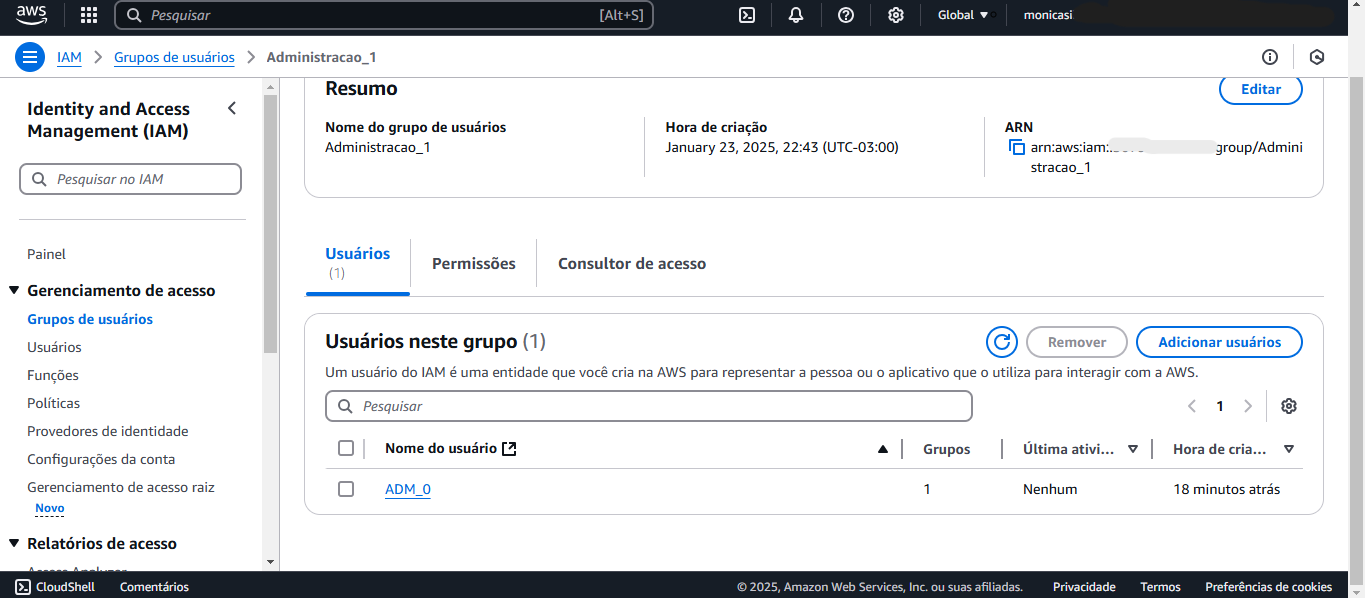 aws
Pesquisar
[Alt+S]
Global
monicasi
IAM
Grupos de usuários
Administracao_1
Identity and Access
Management (IAM)
Pesquisar no IAM
Painel
Gerenciamento de acesso
Grupos de usuários
Usuários
Funções
Políticas
Provedores de identidade
Configurações da conta
Gerenciamento de acesso raiz
Novo
Relatórios de acesso
Access Analyzer
Resumo
Editar
Nome do grupo de usuários
Administracao_1
Hora de criação
January 23, 2025, 22:43 (UTC-03:00)
ARN
arn:aws:iam: group/Admini
stracao_1
Usuários
(1)
Permissões
Consultor de acesso
Usuários neste grupo (1)
Remover
Adicionar usuários
Um usuário do IAM é uma entidade que você cria na AWS para representar a pessoa ou o aplicativo que o utiliza para interagir com a AWS.
Pesquisar
1
Nome do usuário
Grupos
Última ativi...
Hora de cria...
ADM_0
1
Nenhum
18 minutos atrás
CloudShell
Comentários
© 2025, Amazon Web Services, Inc. ou suas afiliadas.
Privacidade
Termos
Preferências de cookies